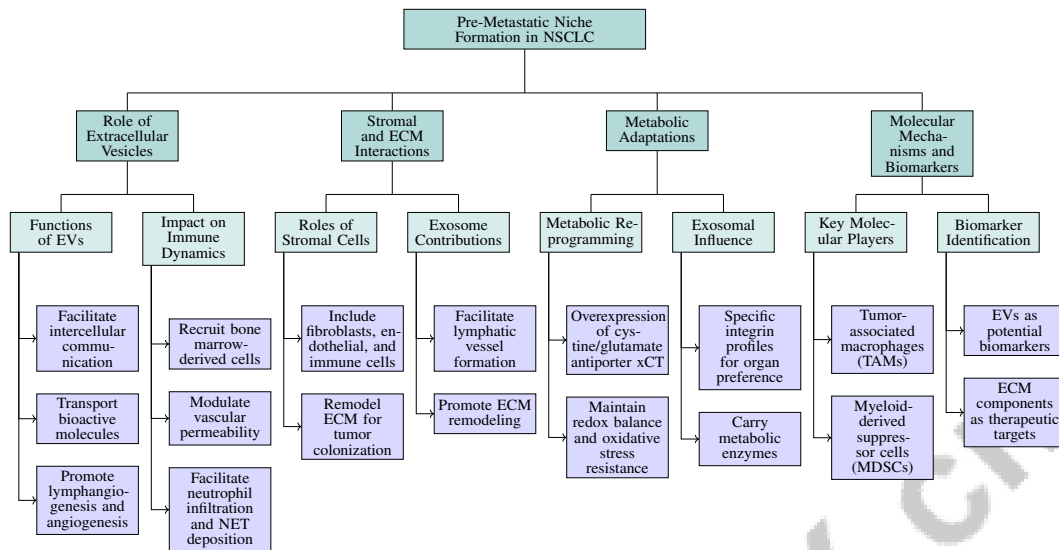 Pre-Metastatic Niche
Formation in NSCLC
Role of
Extracellular
Vesicles
Stromal
and ECM
Interactions
Metabolic
Adaptations
Molecular
Mecha-
nisms and
Biomarkers
Functions
of EVs
Impact on
Immune
Dynamics
Roles of
Stromal Cells
Exosome
Contributions
Metabolic Re-
programming
Exosomal
Influence
Key Molec-
ular Players
Biomarker
Identification
Facilitate
intercellular
commu-
nication
Transport
bioactive
molecules
Promote
lymphangio-
genesis and
angiogenesis
Recruit bone
marrow-
derived cells
Modulate
vascular
permeability
Facilitate
neutrophil
infiltration
and NET
deposition
Include
fibroblasts, en-
dothelial, and
immune cells
Remodel
ECM for
tumor
colonization
Facilitate
lymphatic
vessel
formation
Promote ECM
remodeling
Overexpression
of cys-
tine/glutamate
antiporter xCT
Maintain
redox balance
and oxidative
stress
resistance
Specific
integrin
profiles for
organ
preference
Carry
metabolic
enzymes
Tumor-
associated
macrophages
(TAMs)
Myeloid-
derived
suppres-
sor cells
(MDSCs)
EVs as
potential
biomarkers
ECM
components
as therapeutic
targets